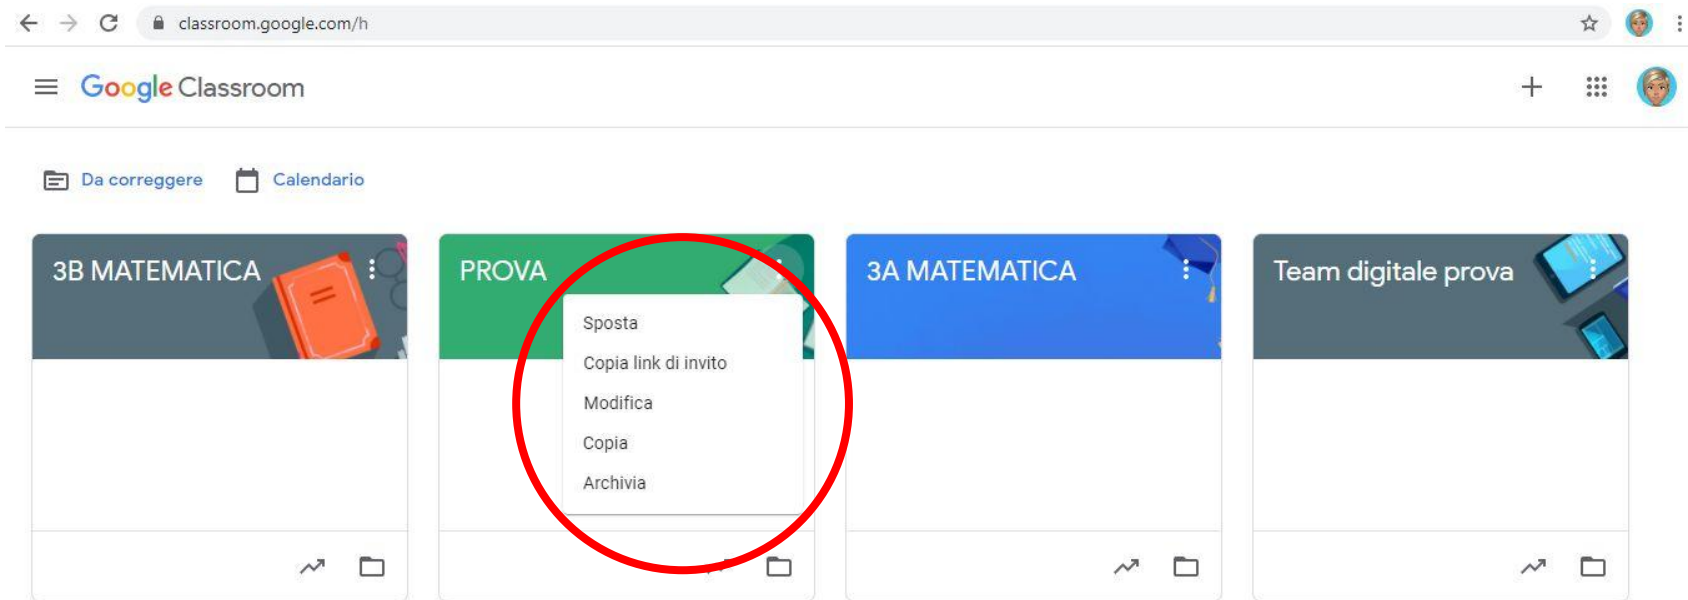 classroom.google.com/h
Google Classroom
Da correggere
Calendario
3B MATEMATICA
PROVA
3A MATEMATICA
Team digitale prova
Sposta
Copia link di invito
Modifica
Copia
Archivia